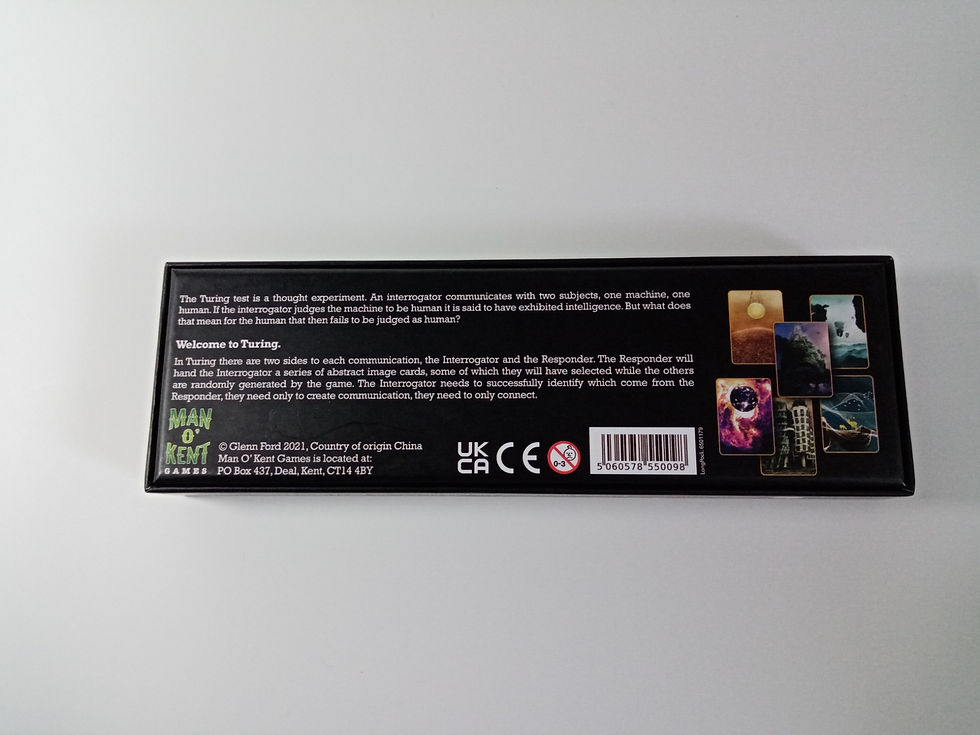 The Turing test is a thought experiment. An interrogator communicates with two subjects, one machine, one
human. If the interrogator judges the machine to be human it is said to have exhibited intelligence. But what does
that mean for the human that then fails to be judged as human?
Welcome to Turing.
In Turing there are two sides to each communication, the Interrogator and the Responder. The Responder will
hand the Interrogator a series of abstract image cards, some of which they will have selected while the others
are randomly generated by the game. The Interrogator needs to successfully identify which come from the
Responder, they need only to create communication, they need to only connect.
MAN
O'
KENT
GAMES
© Glenn Ford 2021, Country of origin China
Man O' Kent Games is located at:
PO Box 437, Deal, Kent, CT14 4BY
UK
CA
CE
0-3
5 060578 550098
LongPack 4501179